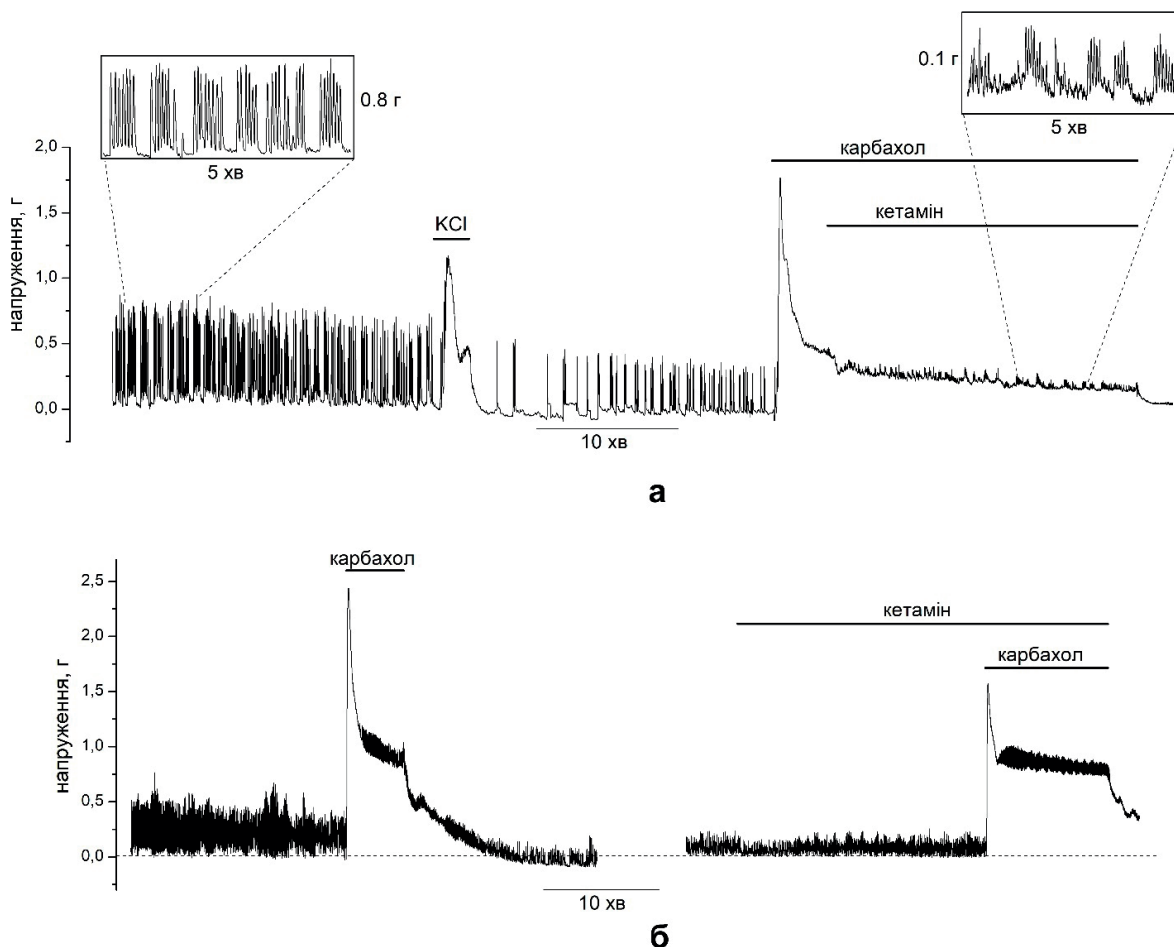 0.8 г
5 хв
0.1 г
5 хв
2,0
1,5
1,0
0,5
0,0
напруження, г
KCl
карбахол
кетамін
10 хв
а
2,5
2,0
1,5
1,0
0,5
0,0
напруження, г
карбахол
кетамін
карбахол
10 хв
б